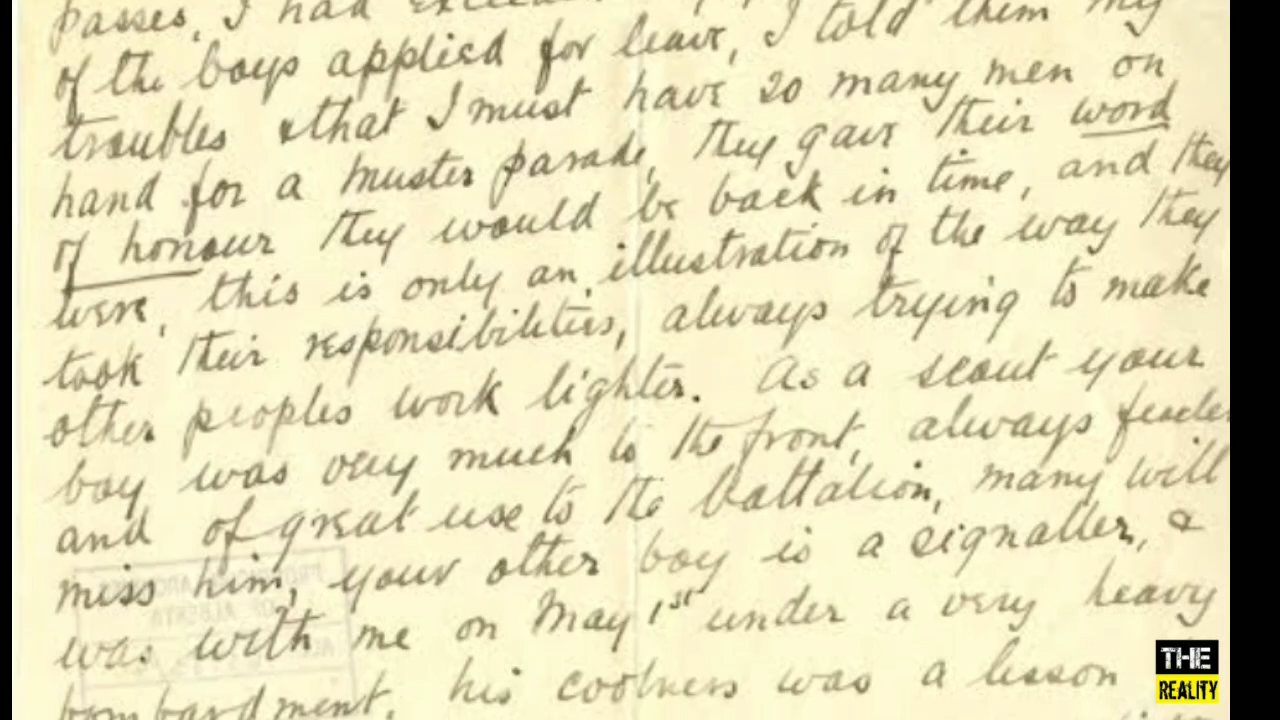 passes, I had
of the boys applied for leave, I told them my
troubles & that I must have so many men on
hand for a muster parade, they gave their word
of honour they would be back in time, and they
were, this is only an illustration of the way they
took their responsibilities, always trying to make
other peoples work lighter. As a scout your
boy was very much to the front, always
and of great use to the battalion, many will
miss him, your other boy is a signaller, &
was with me on May 1st under a very heavy
bombardment, his coolness was a lesson
THE
REALITY